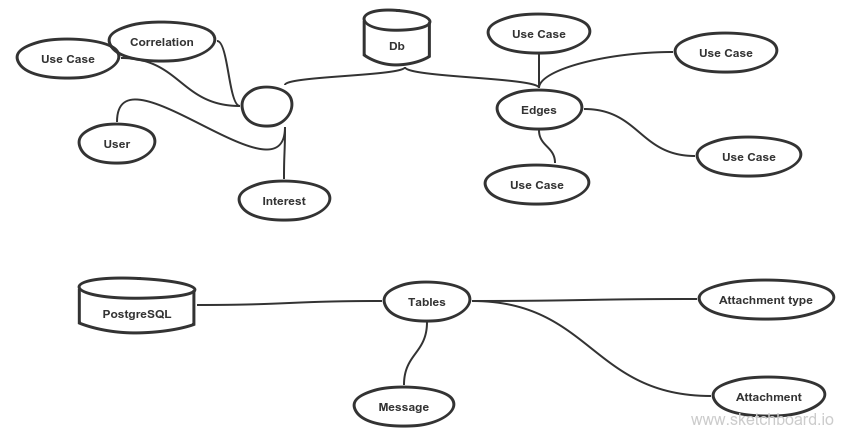 Db
Use Case
Correlation
Use Case
Use Case
Edges
User
Use Case
Use Case
Interest
PostgreSQL
Tables
Attachment type
Message
Attachment
www.sketchboard.io